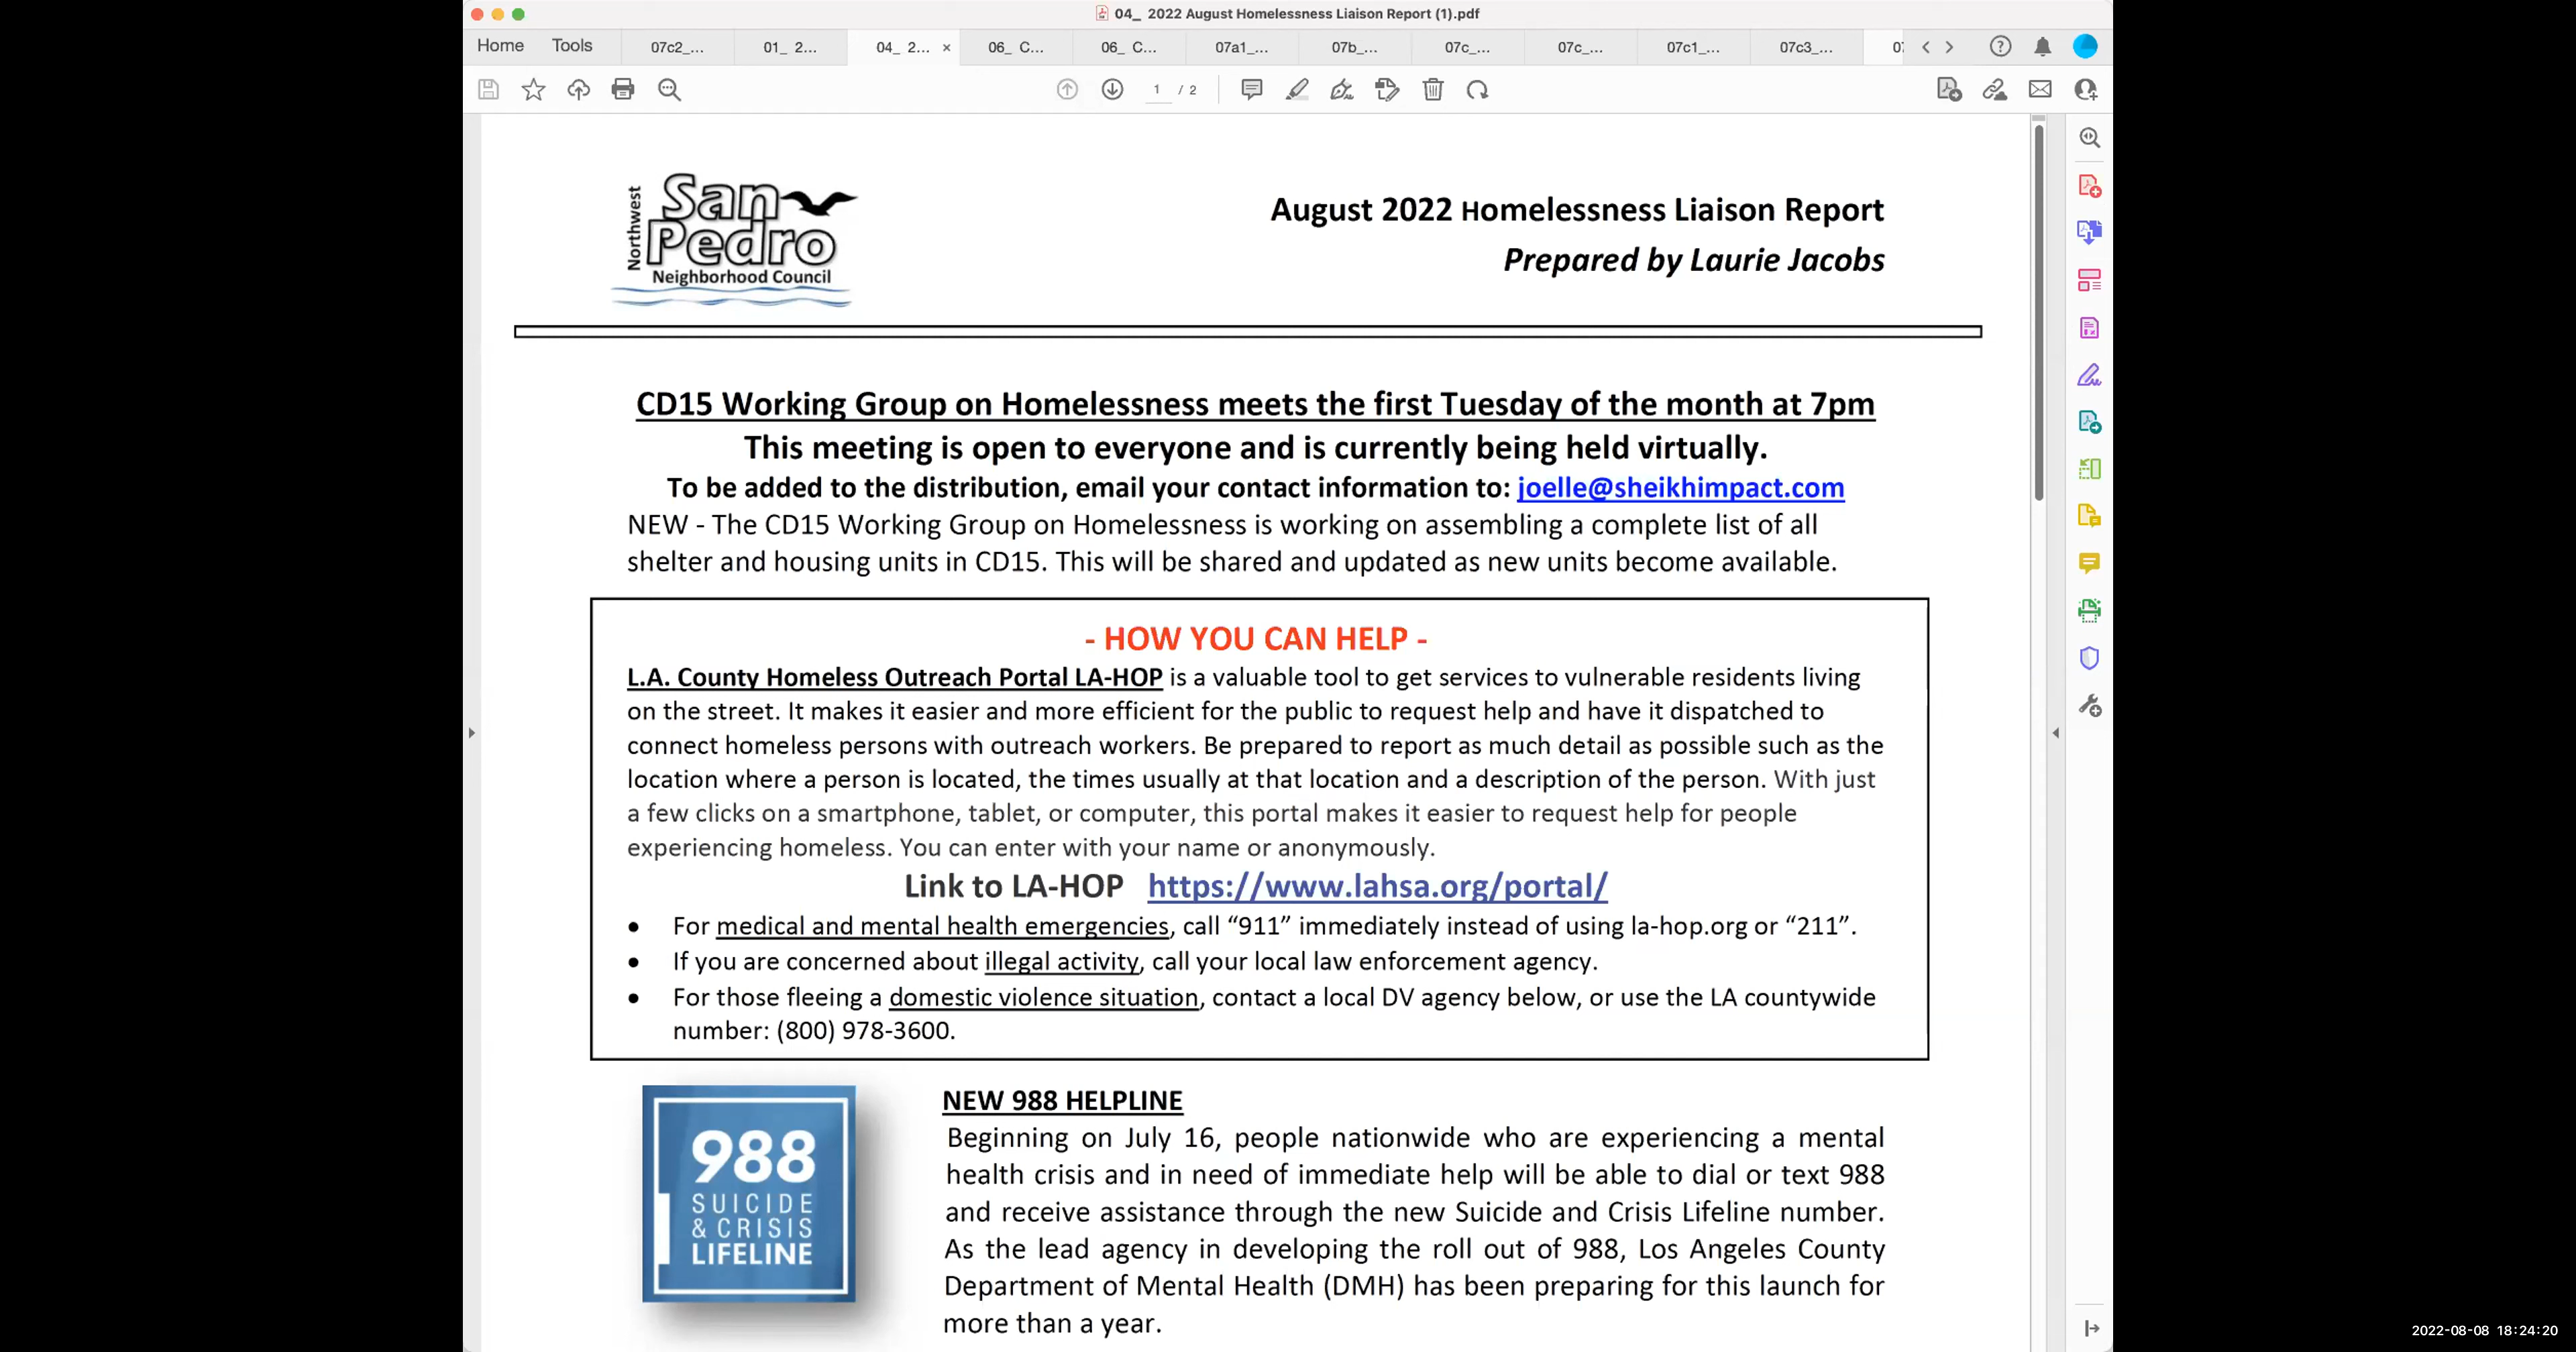 04_ 2022 August Homelessness Liaison Report (1).pdf
Home Tools 07c2_... 01_ 2... 04_ 2... × 06_ C... 06_ C... 07a1_... 07b_... 07c_... 07c_... 07c1_... 07c3_...
1 / 2
Northwest
San
Pedro
Neighborhood Council
August 2022 Homelessness Liaison Report
Prepared by Laurie Jacobs
CD15 Working Group on Homelessness meets the first Tuesday of the month at 7pm
This meeting is open to everyone and is currently being held virtually.
To be added to the distribution, email your contact information to: joelle@sheikhimpact.com
NEW - The CD15 Working Group on Homelessness is working on assembling a complete list of all
shelter and housing units in CD15. This will be shared and updated as new units become available.
- HOW YOU CAN HELP -
L.A. County Homeless Outreach Portal LA-HOP is a valuable tool to get services to vulnerable residents living
on the street. It makes it easier and more efficient for the public to request help and have it dispatched to
connect homeless persons with outreach workers. Be prepared to report as much detail as possible such as the
location where a person is located, the times usually at that location and a description of the person. With just
a few clicks on a smartphone, tablet, or computer, this portal makes it easier to request help for people
experiencing homeless. You can enter with your name or anonymously.
Link to LA-HOP https://www.lahsa.org/portal/
• For medical and mental health emergencies, call “911” immediately instead of using la-hop.org or “211”.
• If you are concerned about illegal activity, call your local law enforcement agency.
• For those fleeing a domestic violence situation, contact a local DV agency below, or use the LA countywide
number: (800) 978-3600.
988
SUICIDE
& CRISIS
LIFELINE
NEW 988 HELPLINE
Beginning on July 16, people nationwide who are experiencing a mental
health crisis and in need of immediate help will be able to dial or text 988
and receive assistance through the new Suicide and Crisis Lifeline number.
As the lead agency in developing the roll out of 988, Los Angeles County
Department of Mental Health (DMH) has been preparing for this launch for
more than a year.
2022-08-08 18:24:20